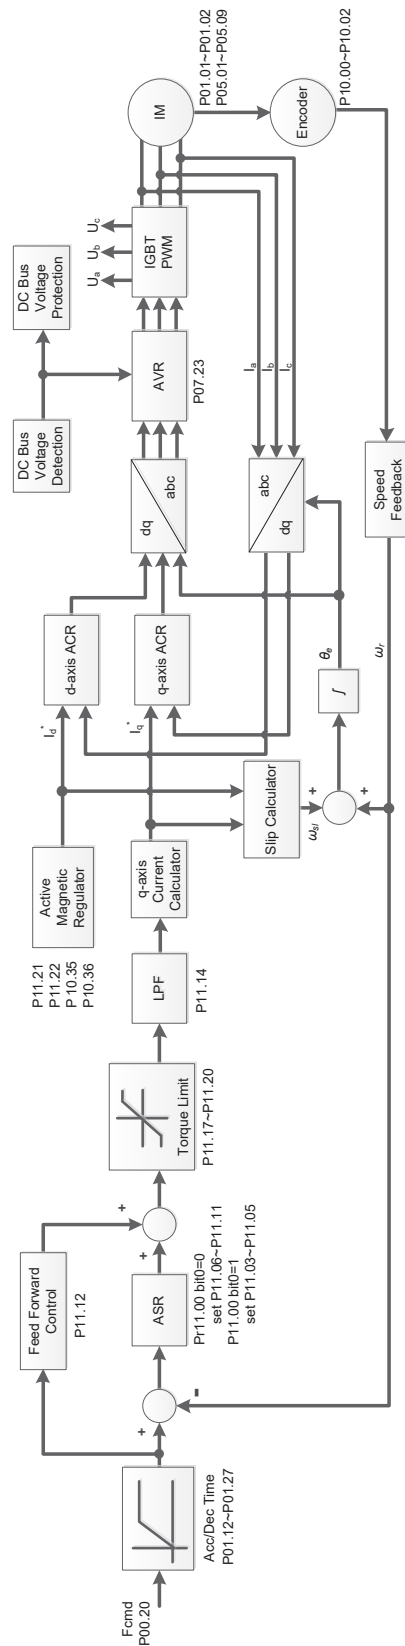 Fcmd
P00.20
Acc/Dec Time
P01.12~P01.27
Feed Forward
Control
P11.12
+
-
ASR
Pr11.00 bit0=0
set P11.06~P11.11
P11.00 bit0=1
set P11.03~P11.05
+
+
Torque Limit
P11.17~P11.20
LPF
P11.14
q-axis
Current
Calculator
P11.21
P11.22
P 10.35
P10.36
Active
Magnetic
Regulator
Id*
Iq*
d-axis ACR
q-axis ACR
Slip Calculator
ωsl
+
+
∫
θe
ωr
dq
abc
abc
dq
DC Bus
Voltage
Detection
DC Bus
Voltage
Protection
AVR
P07.23
Ua
Ub
Uc
IGBT
PWM
Ia
Ib
Ic
IM
P01.01~P01.02
P05.01~P05.09
Encoder
P10.00~P10.02
Speed
Feedback